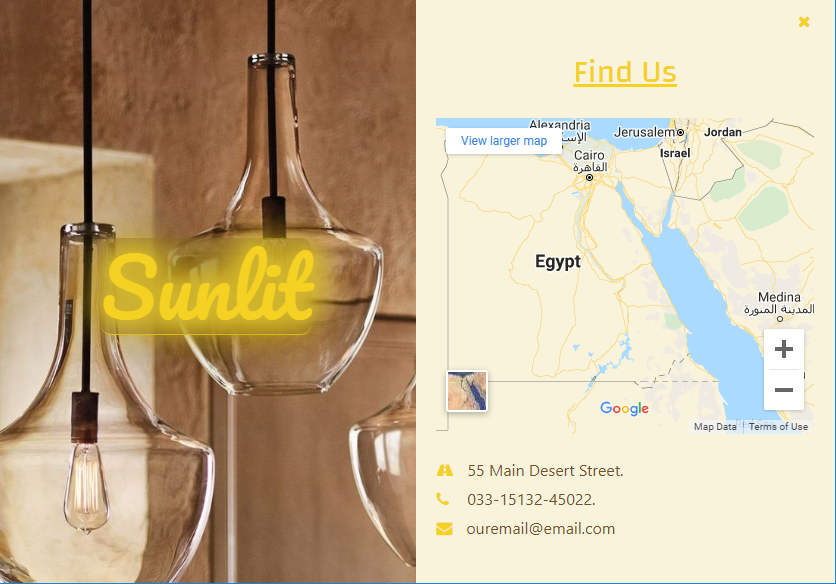 Sunlit
Find Us
View larger map
Alexandria
Jerusalem
Jordan
Israel
Cairo
القاهرة
Egypt
Medina
المدينة المنورة
Google
Map Data
Terms of Use
55 Main Desert Street.
033-15132-45022.
ouremail@email.com